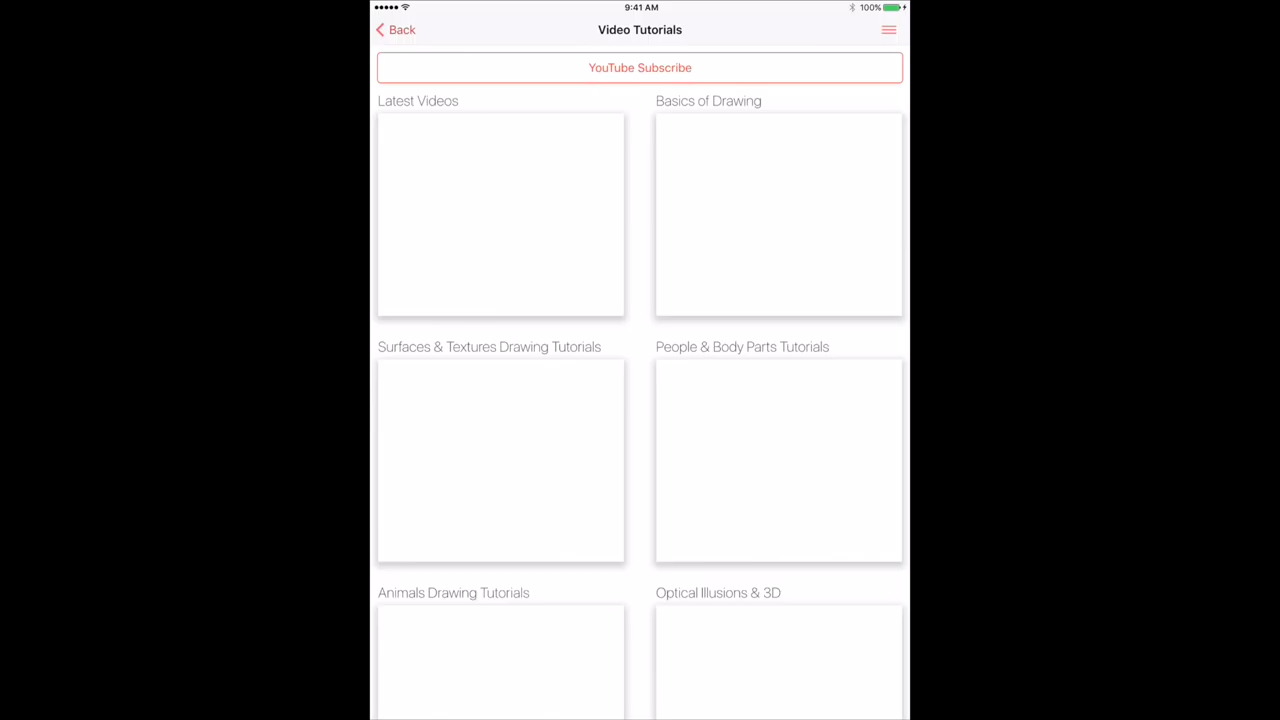 9:41 AM
100%
Back
Video Tutorials
YouTube Subscribe
Latest Videos
Basics of Drawing
Surfaces & Textures Drawing Tutorials
People & Body Parts Tutorials
Animals Drawing Tutorials
Optical Illusions & 3D